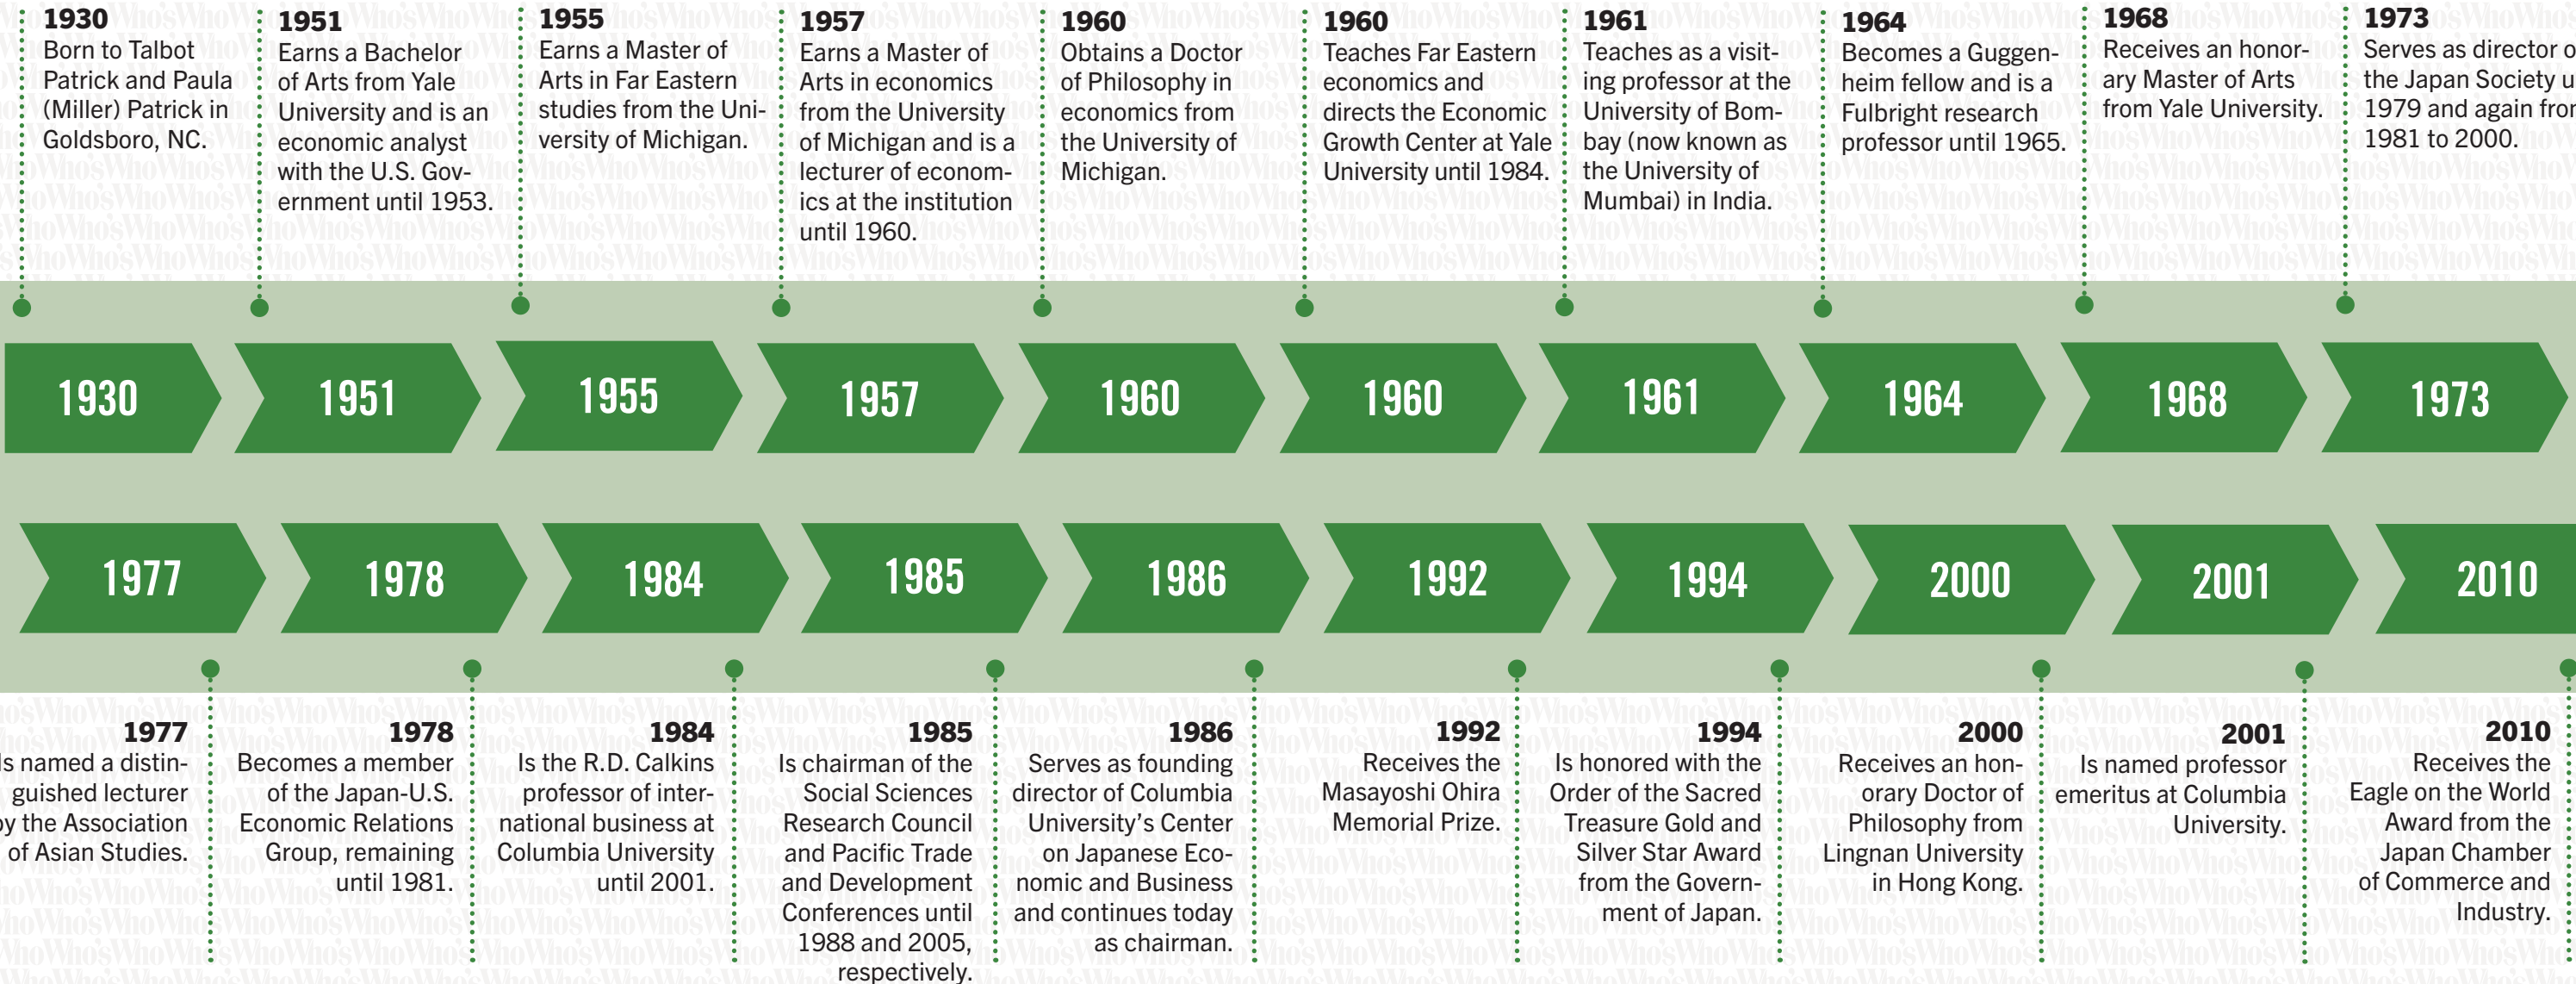 1930
Born to Talbot
Patrick and Paula
(Miller) Patrick in
Goldsboro, NC.
1951
Earns a Bachelor
of Arts from Yale
University and is an
economic analyst
with the U.S. Gov-
ernment until 1953.
1955
Earns a Master of
Arts in Far Eastern
studies from the Uni-
versity of Michigan.
1957
Earns a Master of
Arts in economics
from the University
of Michigan and is a
lecturer of econom-
ics at the institution
until 1960.
1960
Obtains a Doctor
of Philosophy in
economics from
the University of
Michigan.
1960
Teaches Far Eastern
economics and
directs the Economic
Growth Center at Yale
University until 1984.
1961
Teaches as a visit-
ing professor at the
University of Bom-
bay (now known as
the University of
Mumbai) in India.
1964
Becomes a Guggen-
heim fellow and is a
Fulbright research
professor until 1965.
1968
Receives an honor-
ary Master of Arts
from Yale University.
1973
Serves as director
the Japan Society
1979 and again
1981 to 2000.
1930
1951
1955
1957
1960
1960
1961
1964
1968
1973
1977
1978
1984
1985
1986
1992
1994
2000
2001
2010
1977
Is named a distin-
guished lecturer
by the Association
of Asian Studies.
1978
Becomes a member
of the Japan-U.S.
Economic Relations
Group, remaining
until 1981.
1984
Is the R.D. Calkins
professor of inter-
national business at
Columbia University
until 2001.
1985
Is chairman of the
Social Sciences
Research Council
and Pacific Trade
and Development
Conferences until
1988 and 2005,
respectively.
1986
Serves as founding
director of Columbia
University's Center
on Japanese Eco-
nomic and Business
and continues today
as chairman.
1992
Receives the
Masayoshi Ohira
Memorial Prize.
1994
Is honored with the
Order of the Sacred
Treasure Gold and
Silver Star Award
from the Govern-
ment of Japan.
2000
Receives an hon-
orary Doctor of
Philosophy from
Lingnan University
in Hong Kong.
2001
Is named professor
emeritus at Columbia
University.
2010
Receives the
Eagle on the World
Award from the
Japan Chamber
of Commerce and
Industry.